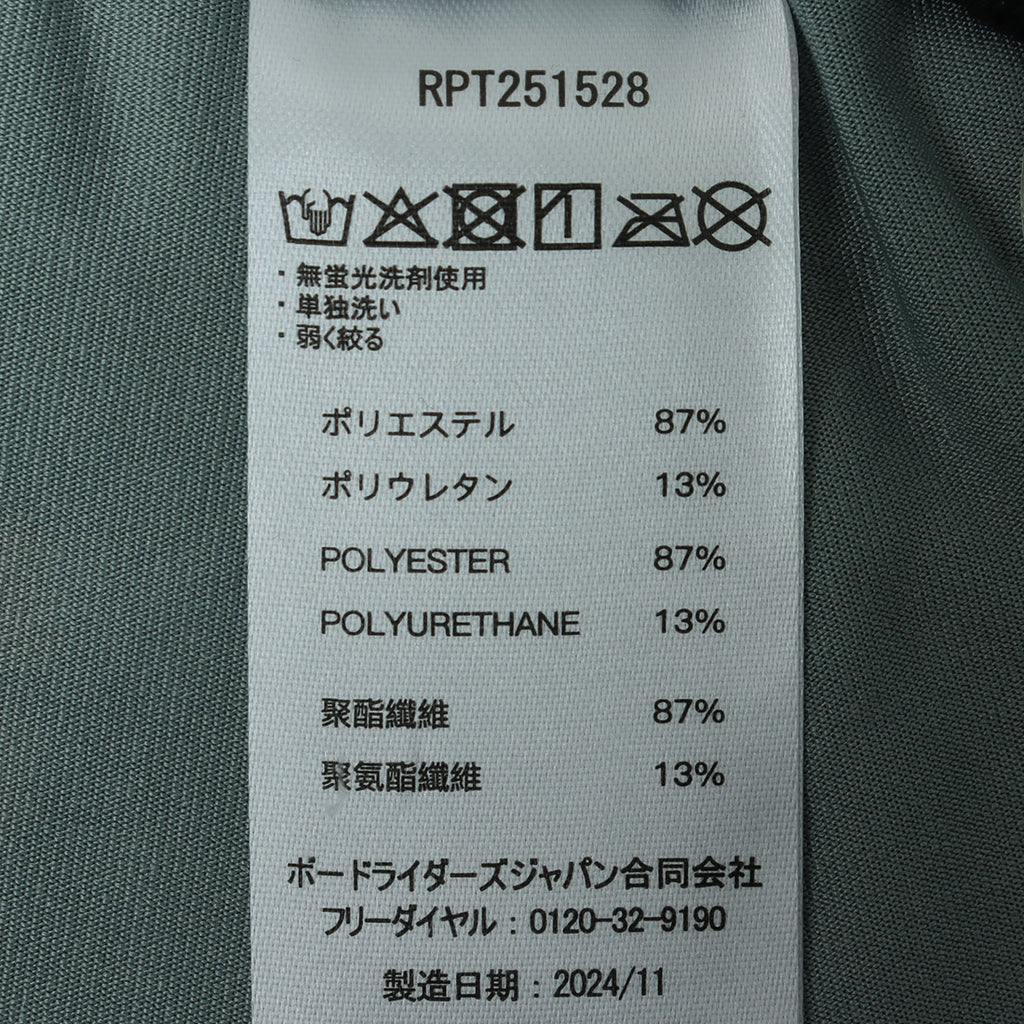 RPT251528
・無蛍光洗剤使用
・単独洗い
・弱く絞る
ポリエステル 87%
ポリウレタン 13%
POLYESTER 87%
POLYURETHANE 13%
聚酯纖維 87%
聚氨酯纖維 13%
ボードライダーズジャパン合同会社
フリーダイヤル：0120-32-9190
製造日期：2024/11